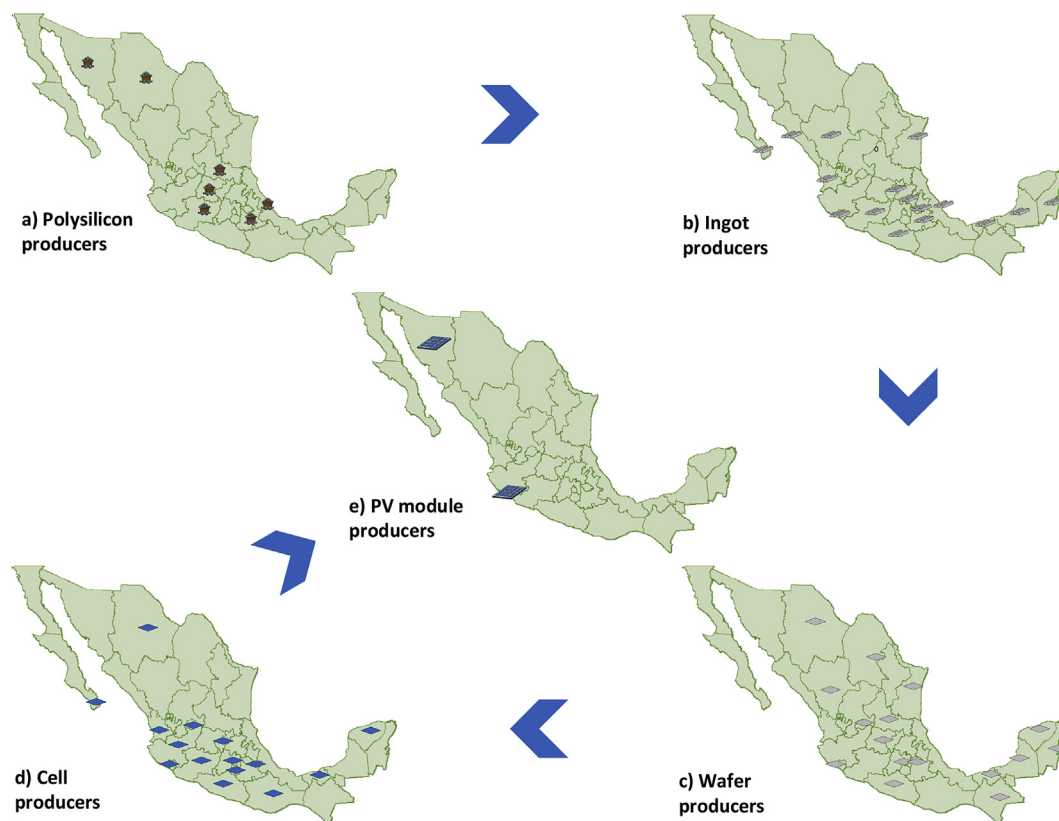 a) Polysilicon
producers
b) Ingot
producers
e) PV module
producers
d) Cell
producers
c) Wafer
producers